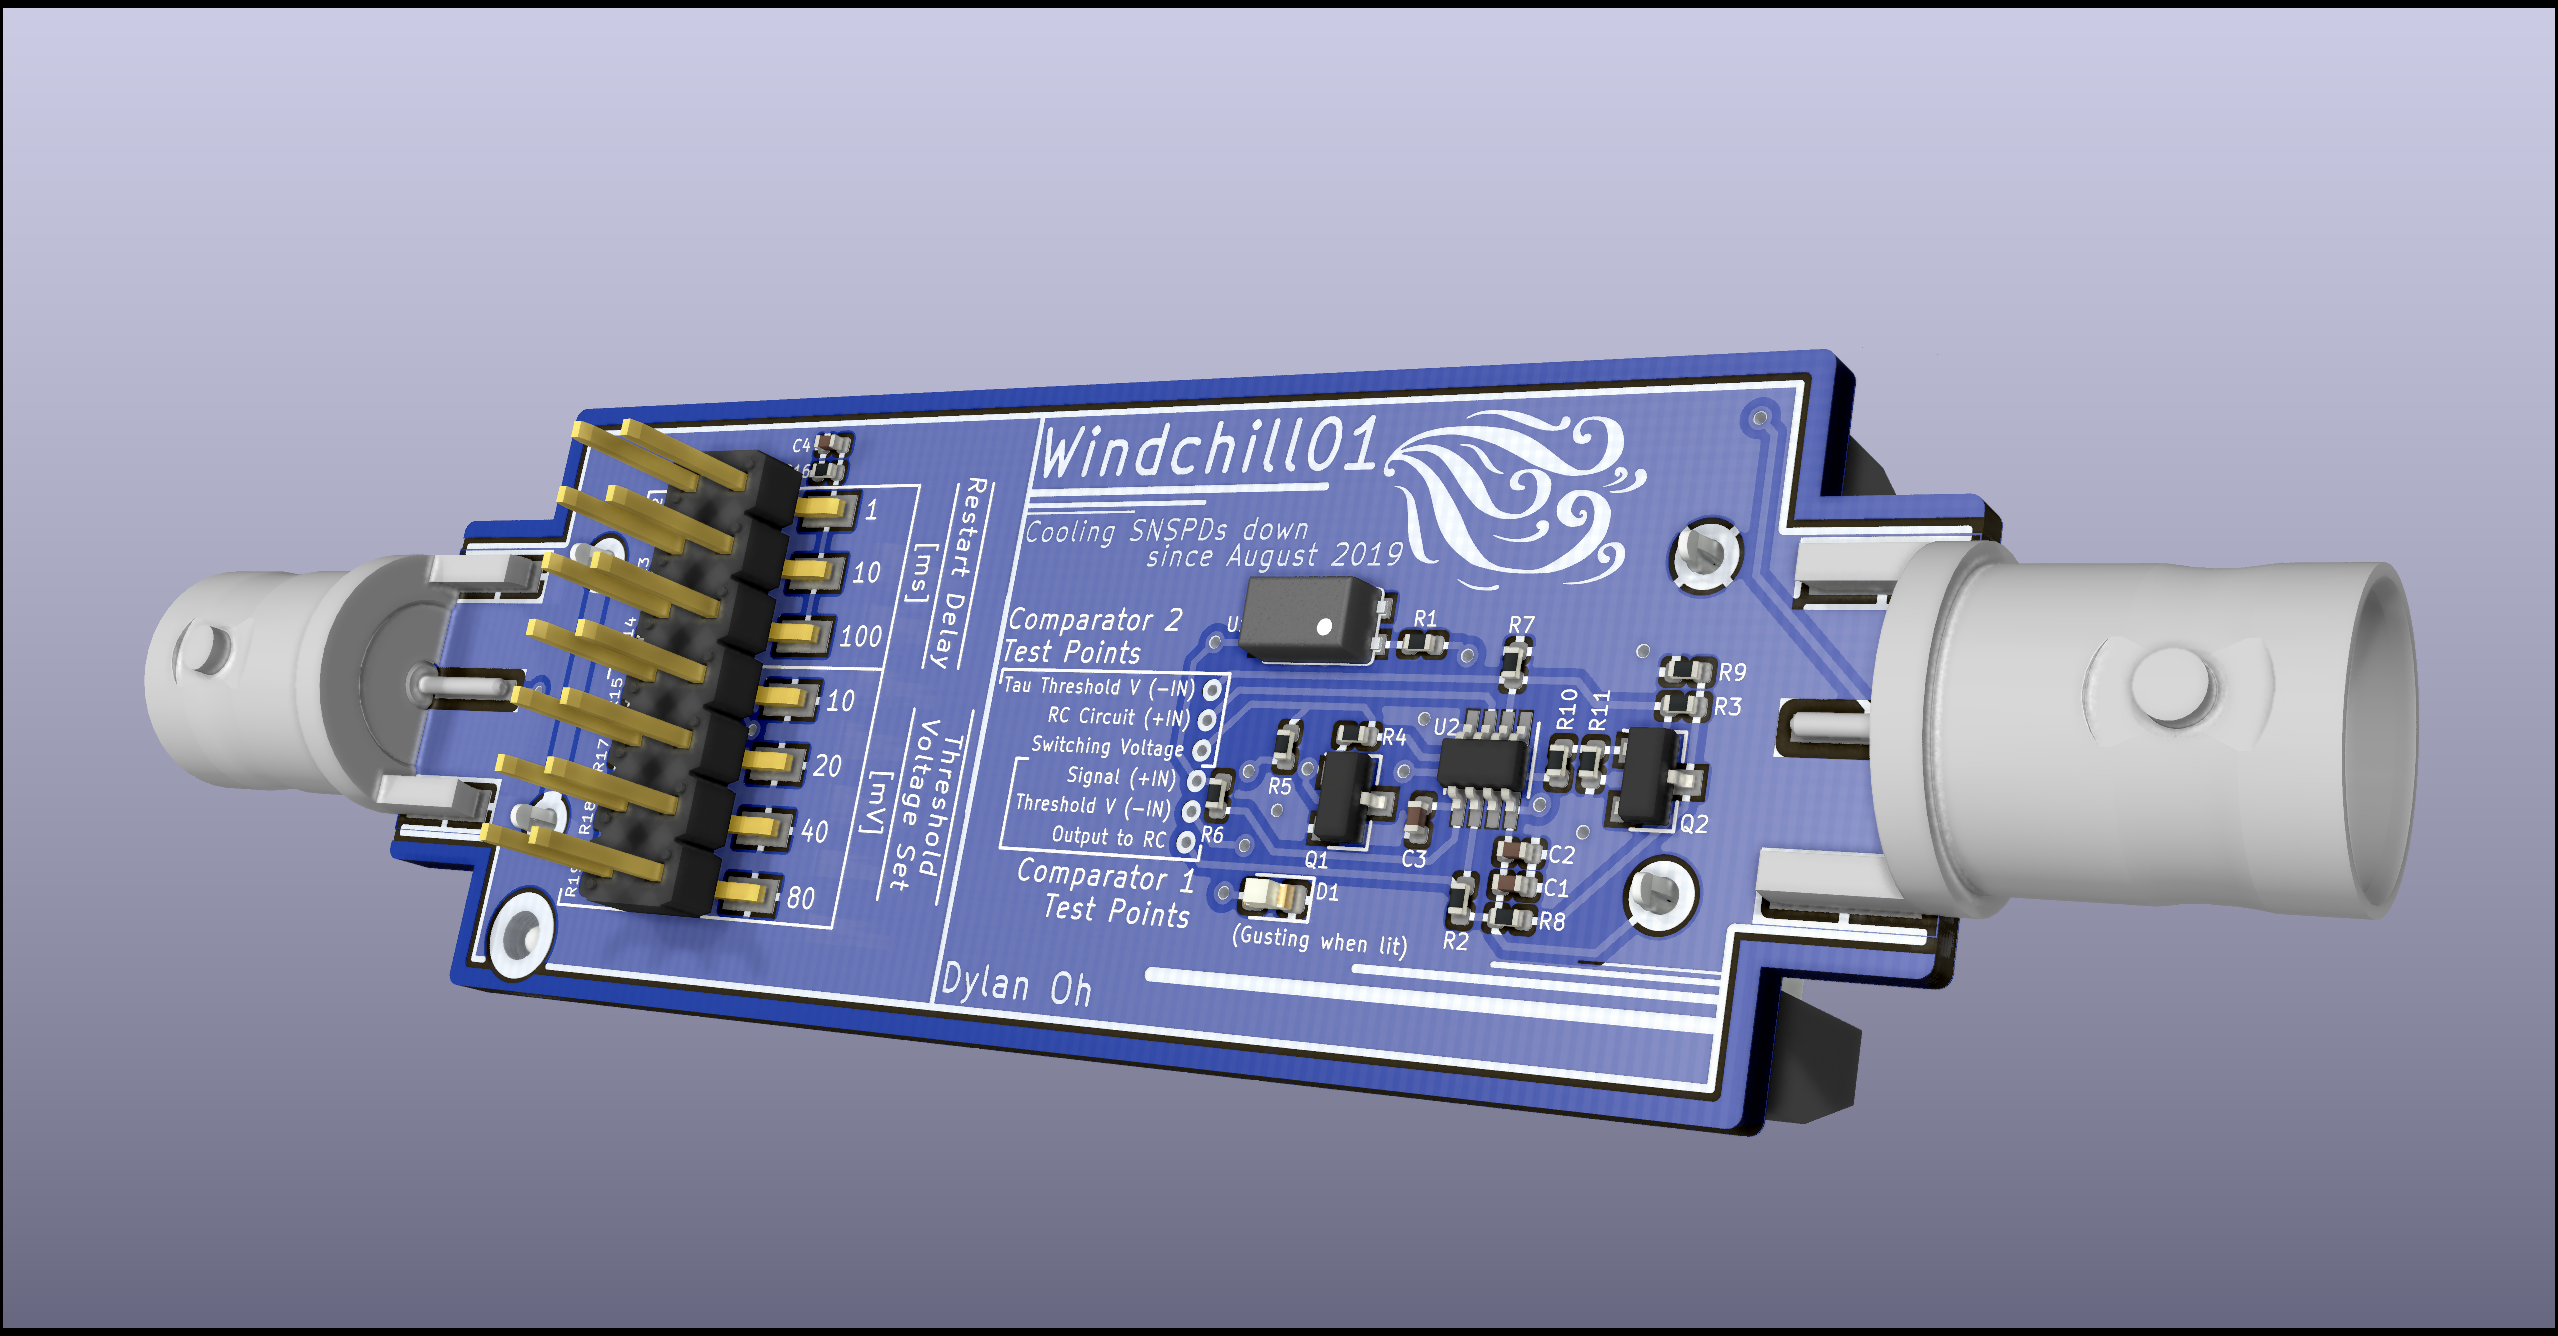 Windchill01
Cooling SNSPDs down
since August 2019
C4
16
1
10
100
Restart Delay
[ms]
10
20
40
80
Threshold
Voltage Set
[mV]
R15
R17
R18
Comparator 2
Test Points
Tau Threshold V (-IN)
RC Circuit (+IN)
Switching Voltage
Signal (+IN)
Threshold V (-IN)
Output to RC
Comparator 1
Test Points
R1
R7
R9
R3
R10
R11
U2
R4
R5
R6
Q1
C3
Q2
C2
C1
R8
R2
D1
(Gusting when lit)
Dylan Oh